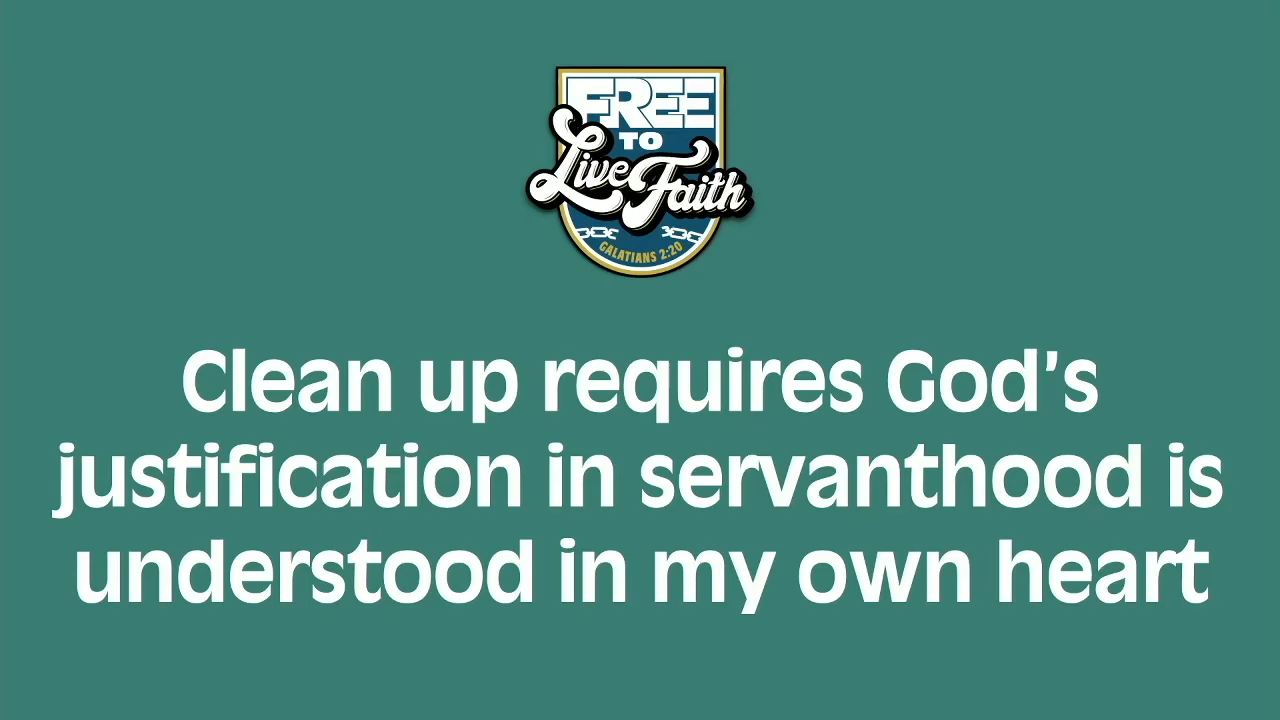 FREE
TO
Live Faith
GALATIANS 2:20
Clean up requires God's
justification in servanthood is
understood in my own heart